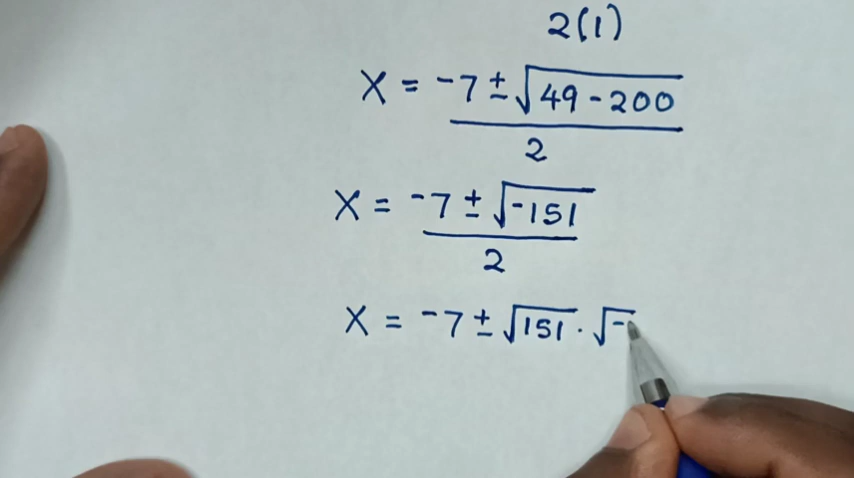 2(1)
X = -7 ± √49 - 200
2
X = -7 ± √-151
2
X = -7 ± √151 · √-